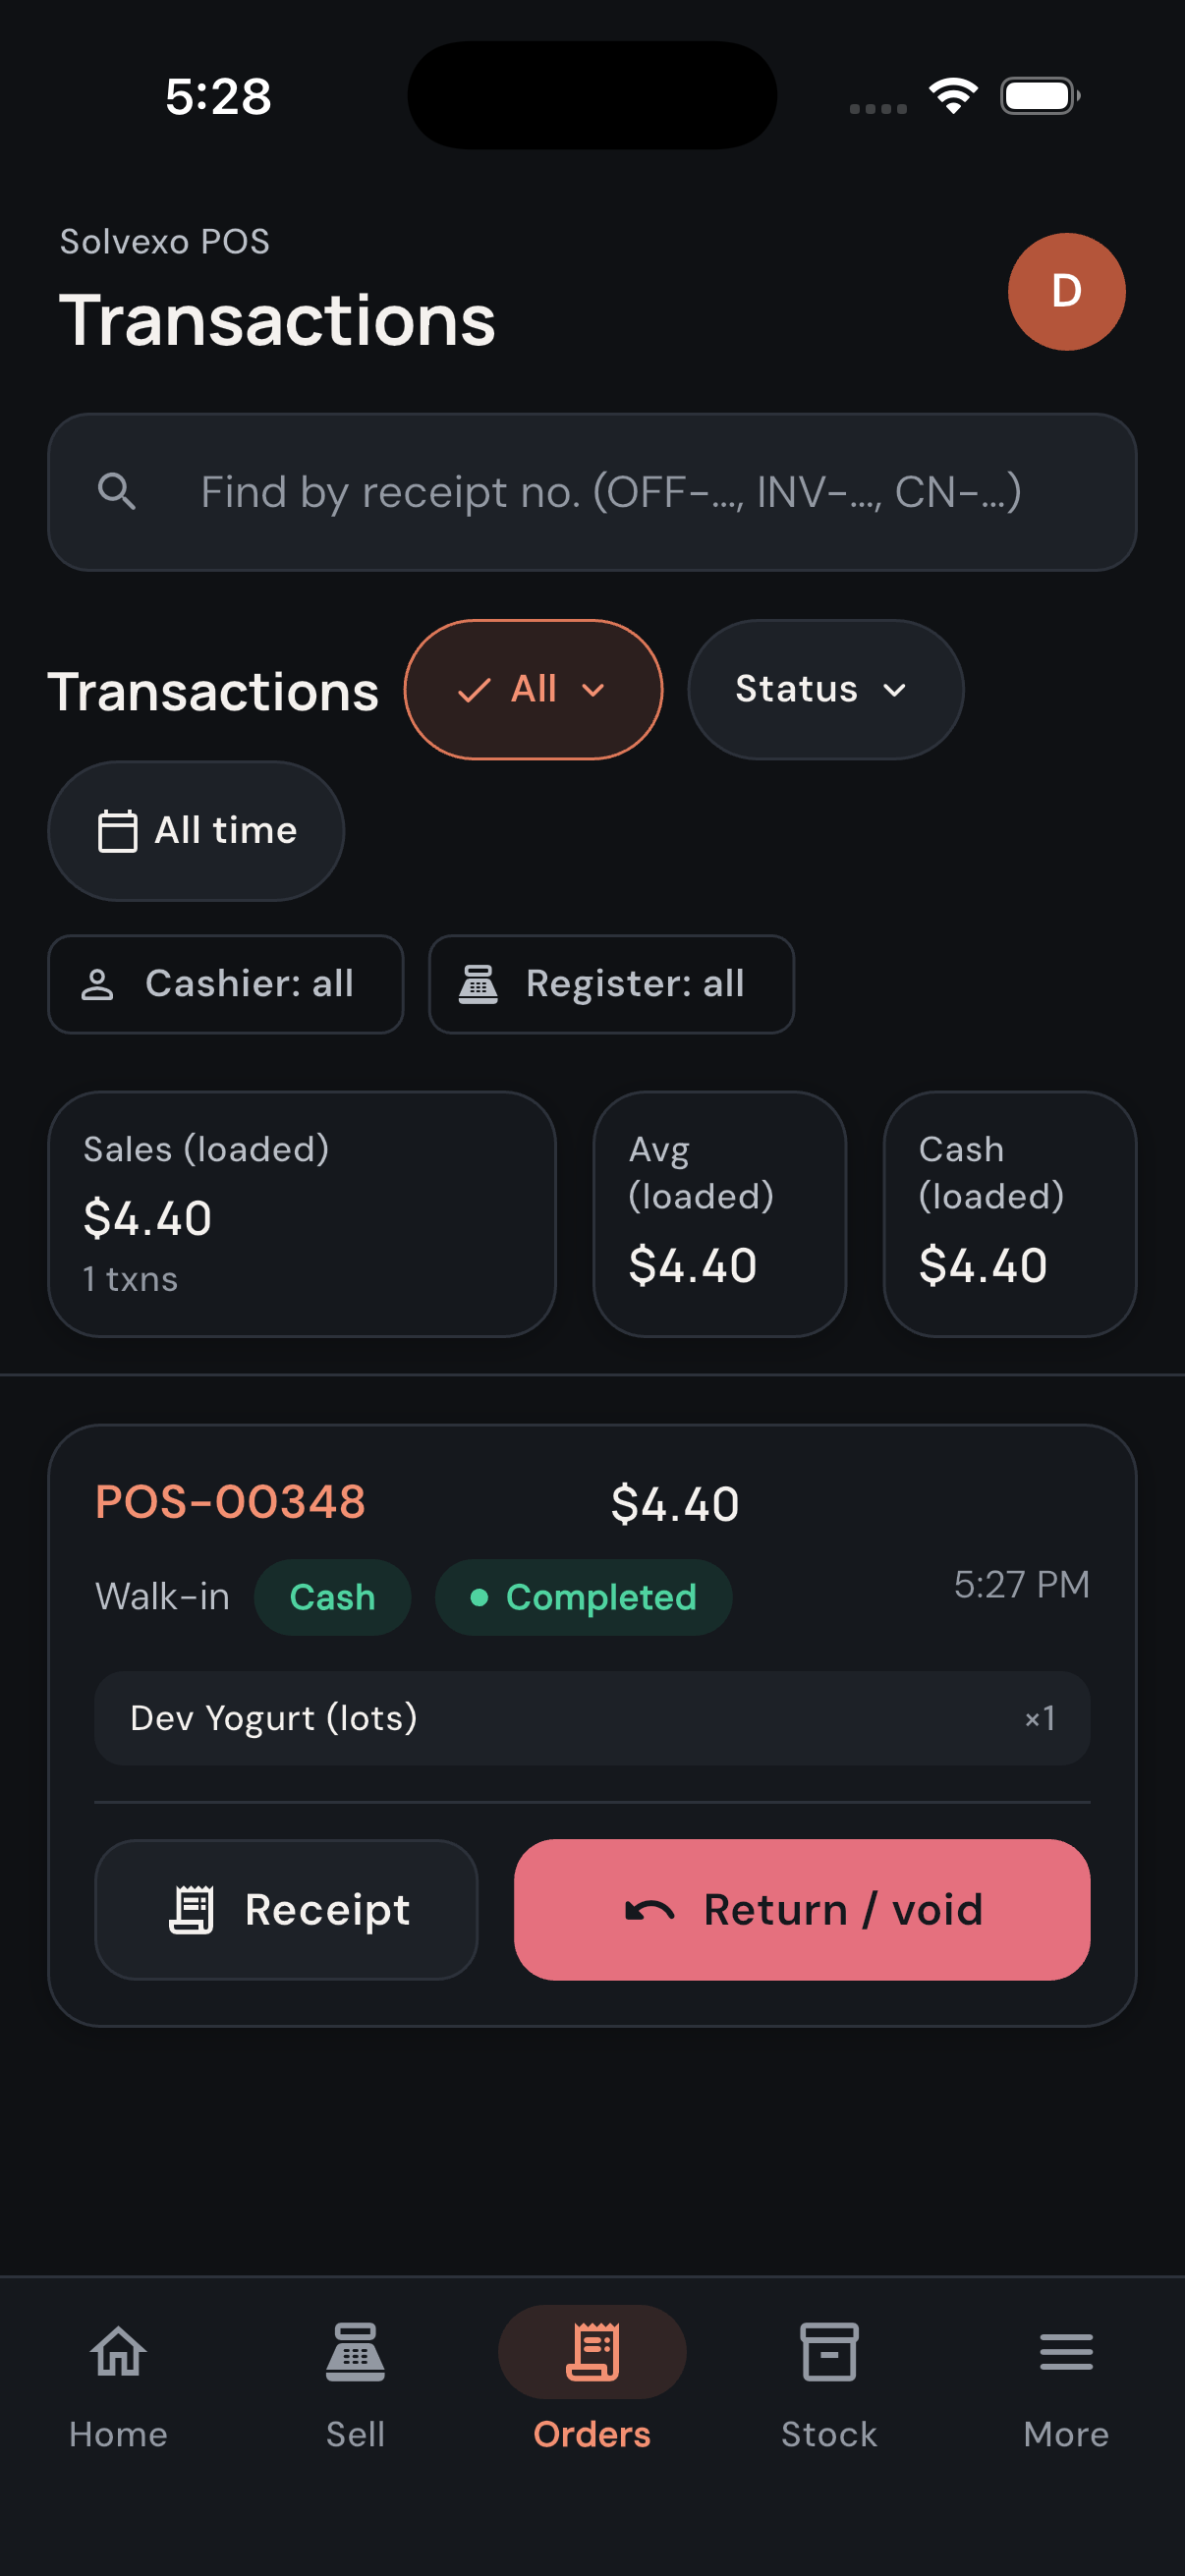 5:28
Solvexo POS
Transactions
D
Find by receipt no. (OFF-…, INV-…, CN-…)
Transactions All Status
All time
Cashier: all Register: all
Sales (loaded)
$4.40
1 txns
Avg
(loaded)
$4.40
Cash
(loaded)
$4.40
POS-00348 $4.40
Walk-in Cash Completed 5:27 PM
Dev Yogurt (lots) ×1
Receipt Return / void
Home Sell Orders Stock More